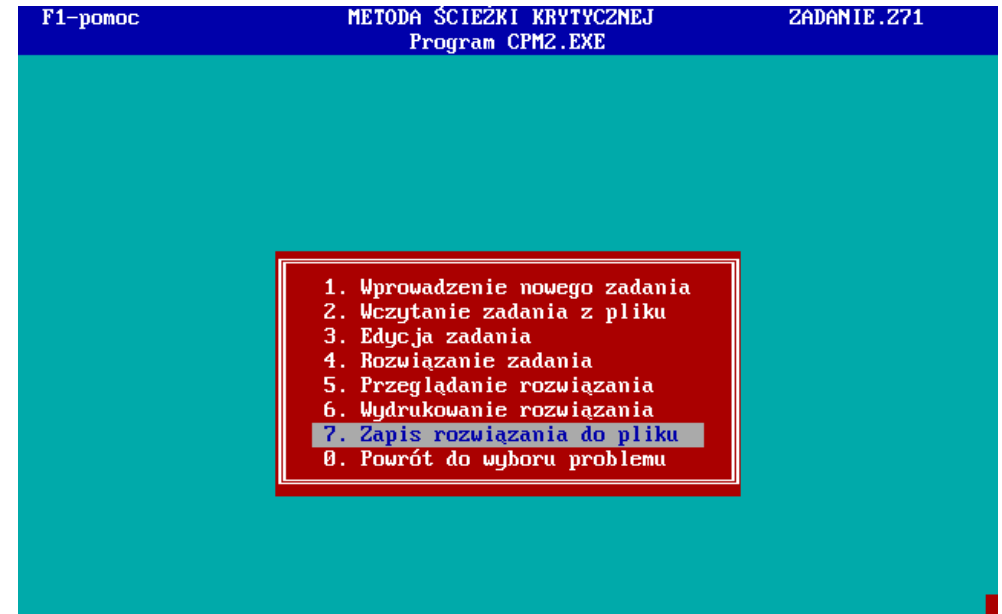 F1-pomoc METODA ŚCIEŻKI KRYTYCZNEJ ZADANIE.Z71
Program CPM2.EXE
1. Wprowadzenie nowego zadania
2. Wczytanie zadania z pliku
3. Edycja zadania
4. Rozwiązanie zadania
5. Przeglądanie rozwiązania
6. Wydrukowanie rozwiązania
7. Zapis rozwiązania do pliku
0. Powrót do wyboru problemu